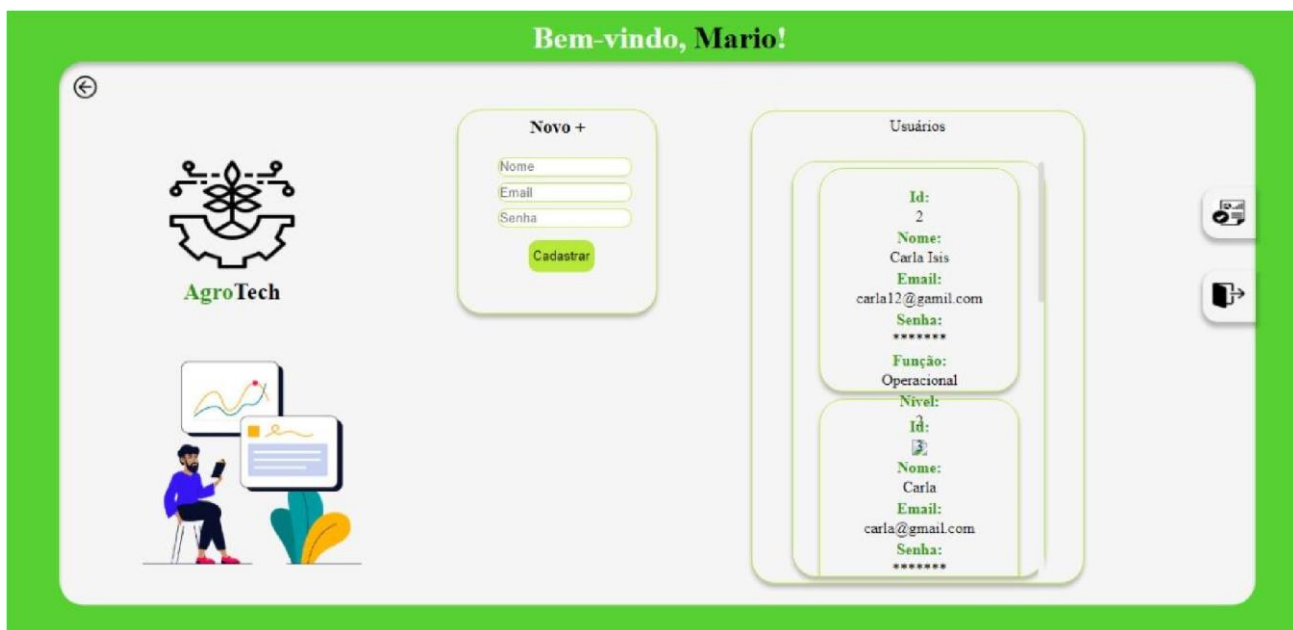 Bem-vindo, Mario!
AgroTech
Novo +
Nome
Email
Senha
Cadastrar
Usuários
Id:
2
Nome:
Carla Isis
Email:
carla12@gamil.com
Senha:
*******
Função:
Operacional
Nível:
Id:
3
Nome:
Carla
Email:
carla@gmail.com
Senha:
*******